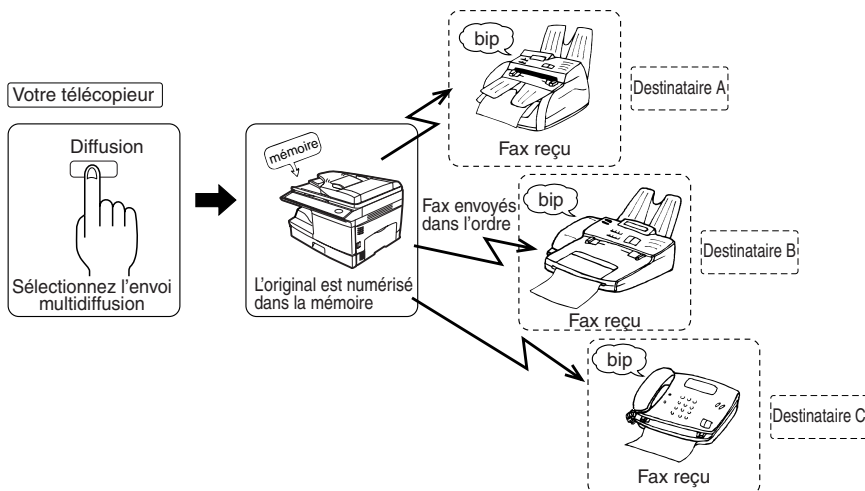 Votre télécopieur
Diffusion
Sélectionnez l'envoi
multidiffusion
mémoire
L'original est numérisé
dans la mémoire
bip
Fax reçu
Destinataire A
Fax envoyés
dans l'ordre
bip
Fax reçu
Destinataire B
bip
Fax reçu
Destinataire C